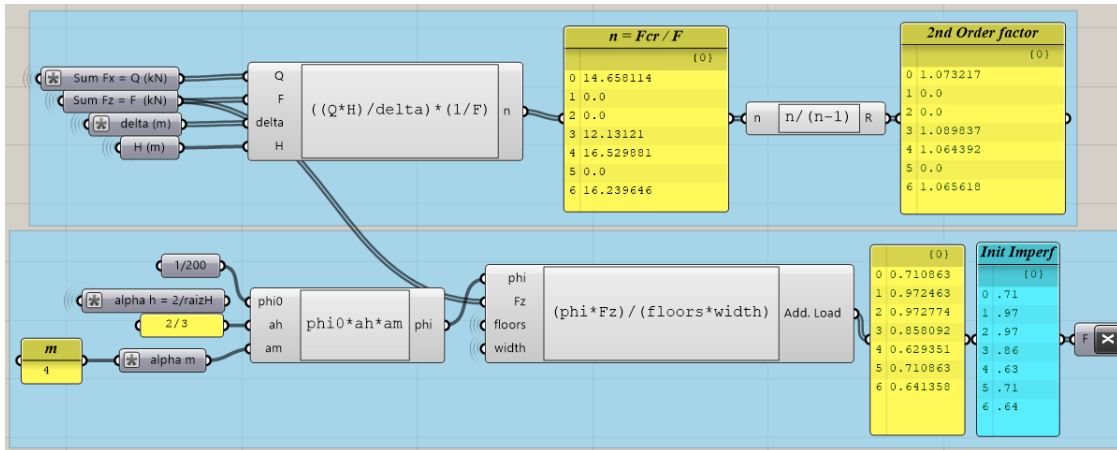 Sum Fx = Q (kN)
Sum Fz = F (kN)
delta (m)
H (m)
Q
F
delta
H
((Q*H)/delta)*(1/F)
n
n = Fcr / F
{0}
0 14.658114
1 0.0
2 0.0
3 12.13121
4 16.529881
5 0.0
6 16.239646
n
n/(n-1)
R
2nd Order factor
{0}
0 1.073217
1 0.0
2 0.0
3 1.089837
4 1.064392
5 0.0
6 1.065618
1/200
alpha h = 2/raizH
2/3
m
4
alpha m
phi0
ah
am
phi0*ah*am
phi
phi
Fz
floors
width
(phi*Fz)/(floors*width)
Add. Load
{0}
0 0.710863
1 0.972463
2 0.972774
3 0.858092
4 0.629351
5 0.710863
6 0.641358
Init Imperf
{0}
0 .71
1 .97
2 .97
3 .86
4 .63
5 .71
6 .64
F
X